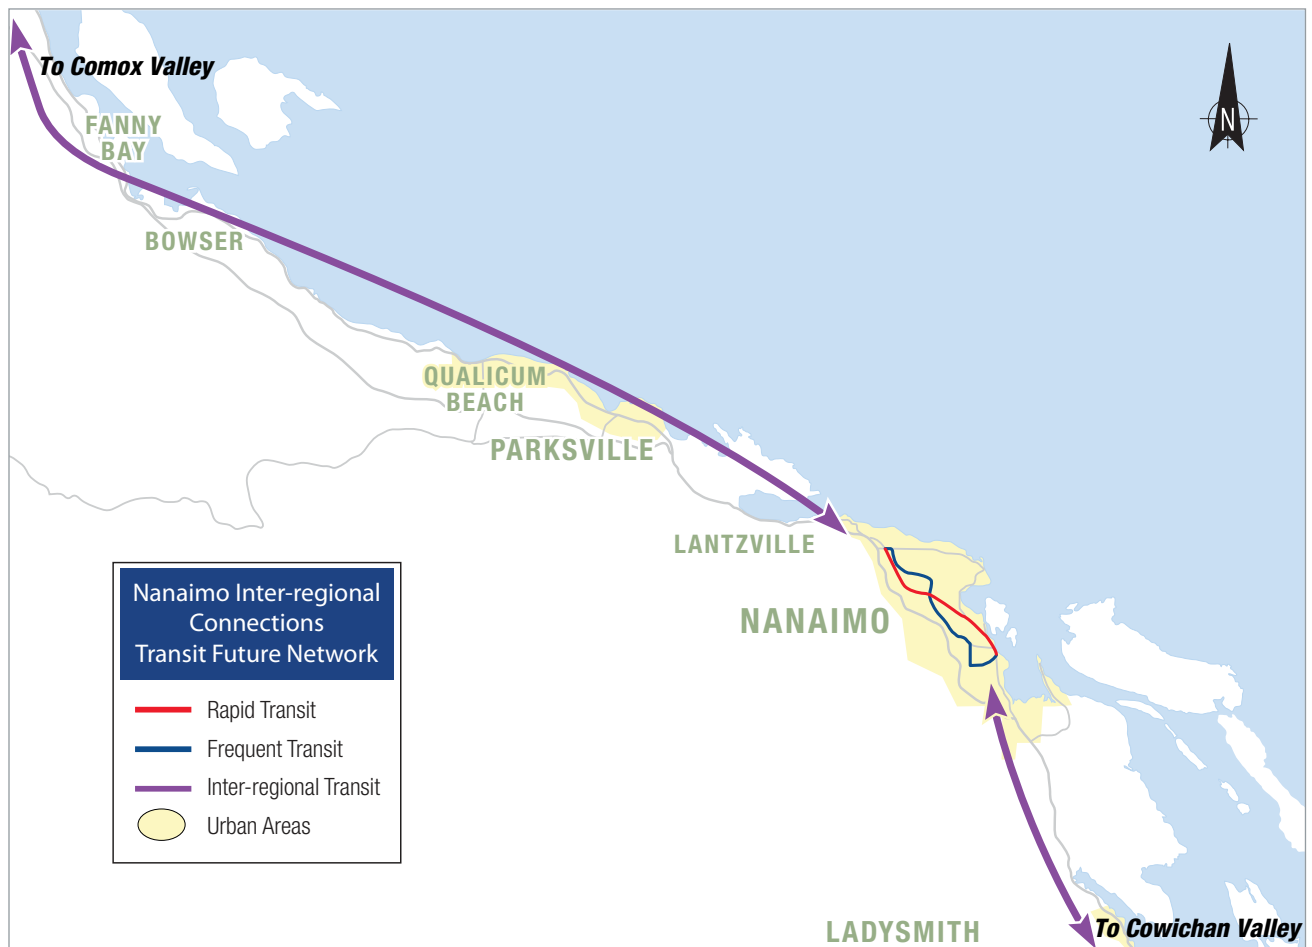 To Comox Valley
N
FANNY
BAY
BOWSER
QUALICUM
BEACH
PARKSVILLE
LANTZVILLE
NANAIMO
Nanaimo Inter-regional
Connections
Transit Future Network
Rapid Transit
Frequent Transit
Inter-regional Transit
Urban Areas
LADYSMITH
To Cowichan Valley